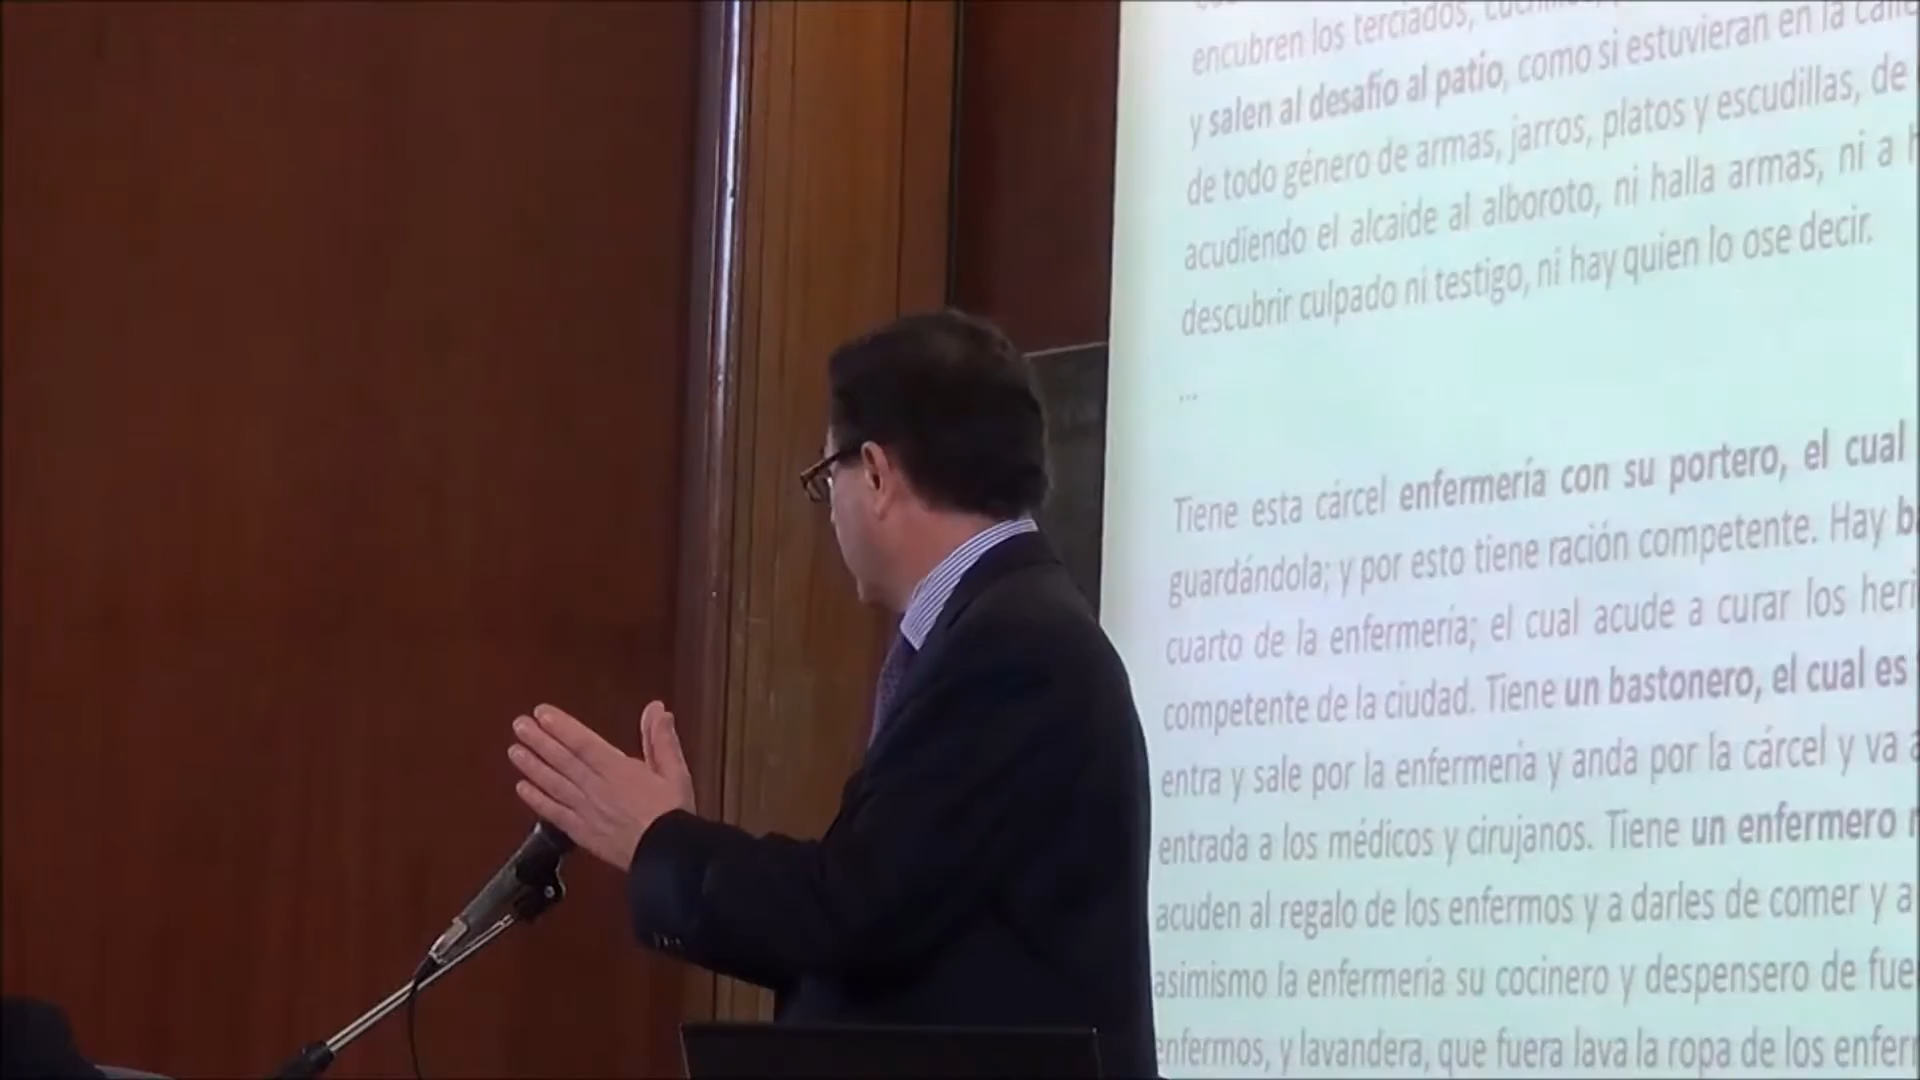 encubren los terciados,
y salen al desafío al patio, como si estuvieran en la calle
de todo género de armas, jarros, platos y escudillas, de
acudiendo el alcaide al alboroto, ni halla armas, ni a
descubrir culpado ni testigo, ni hay quien lo ose decir.
...
Tiene esta cárcel enfermería con su portero, el cual
guardándola; y por esto tiene ración competente. Hay
cuarto de la enfermería; el cual acude a curar los heri
competente de la ciudad. Tiene un bastonero, el cual es
entra y sale por la enfermeria y anda por la cárcel y va
entrada a los médicos y cirujanos. Tiene un enfermero
acuden al regalo de los enfermos y a darles de comer y a
asimismo la enfermería su cocinero y despensero de fue
enfermos, y lavandera, que fuera lava la ropa de los enfer